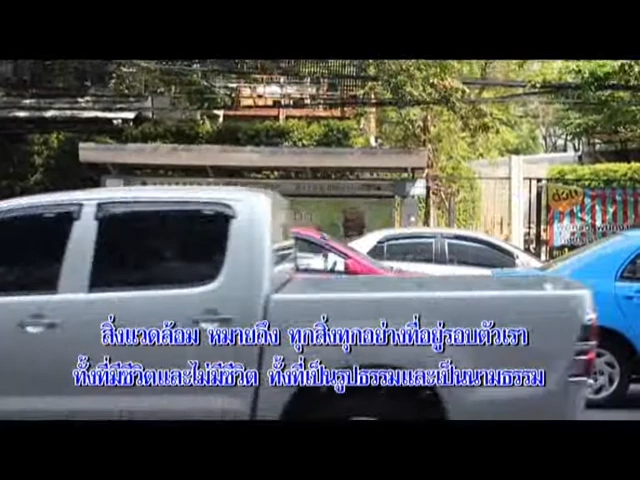 สิ่งแวดล้อม หมายถึง ทุกสิ่งทุกอย่างที่อยู่รอบตัวเรา
ทั้งที่มีชีวิตและไม่มีชีวิต ทั้งที่เป็นรูปธรรมและเป็นนามธรรม